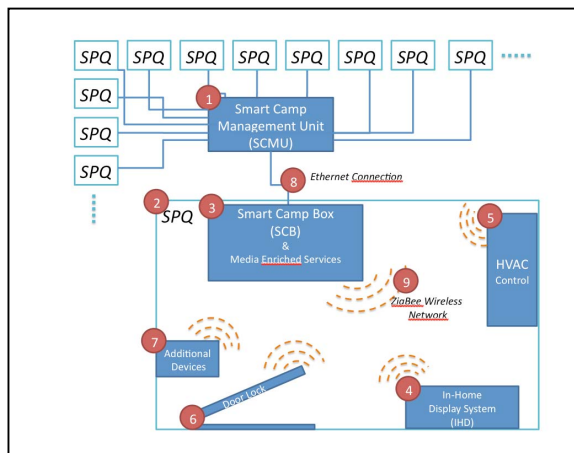 SPQ SPQ SPQ SPQ SPQ SPQ SPQ SPQ
SPQ
SPQ
SPQ
1
Smart Camp
Management Unit
(SCMU)
8
Ethernet Connection
2
SPQ
3
Smart Camp Box
(SCB)
&
Media Enriched Services
5
HVAC
Control
9
ZigBee Wireless
Network
7
Additional
Devices
Door Lock
6
4
In-Home
Display System
(IHD)